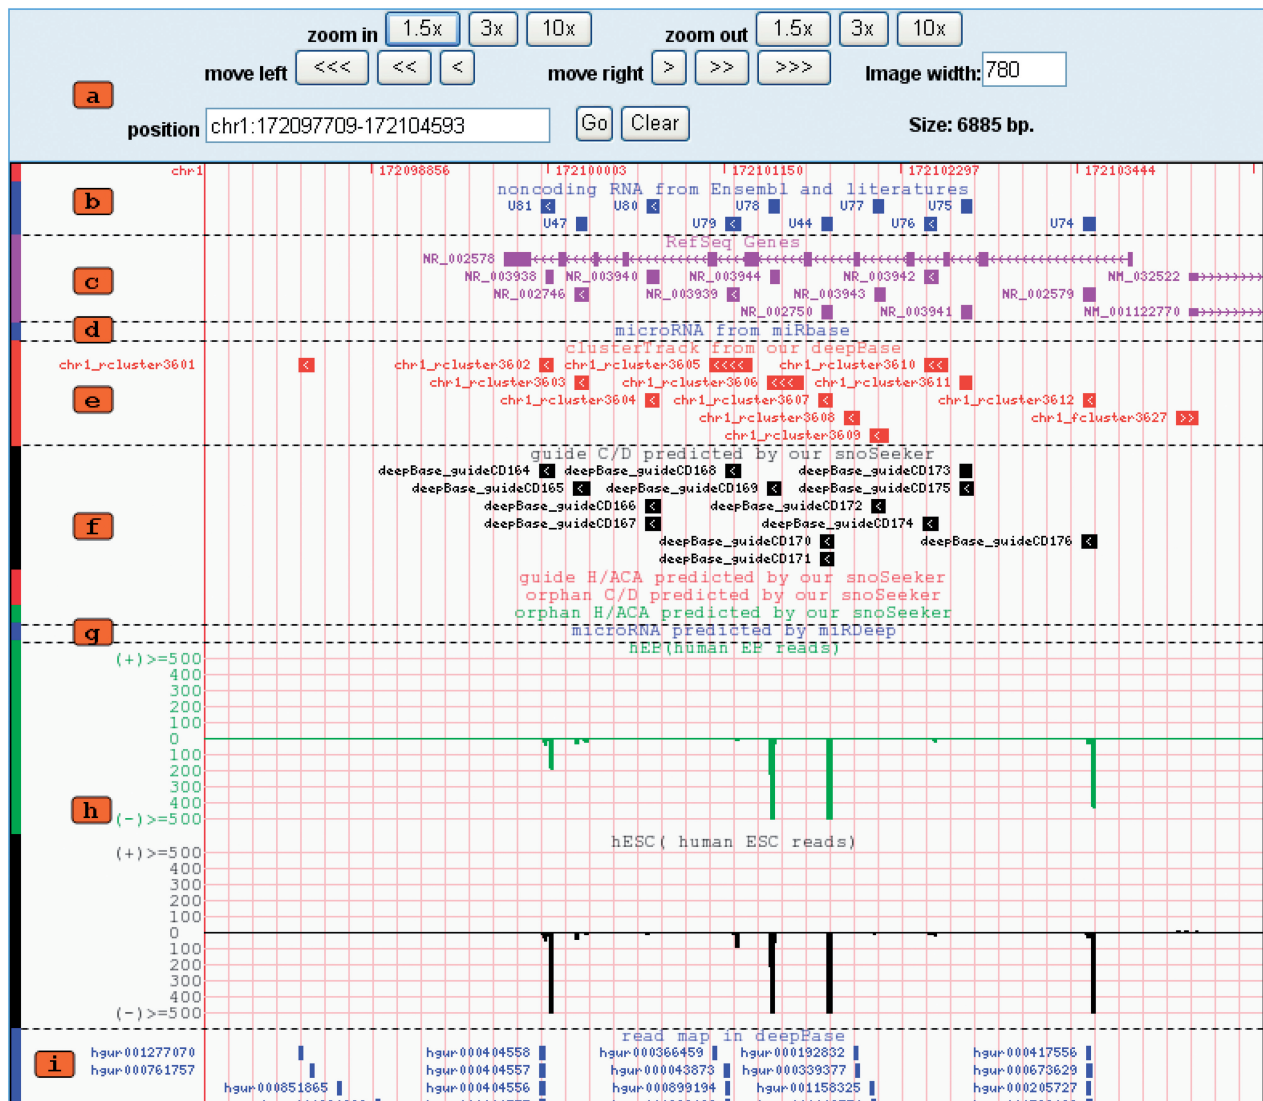 zoom in 1.5x 3x 10x zoom out 1.5x 3x 10x
move left <<< << < move right > >> >>> Image width: 780
a
position chr1:172097709-172104593 Go Clear Size: 6885 bp.
chr1 172098856 172100003 172101150 172102297 172103444
noncoding RNA from Ensembl and literatures
b
U81 < U80 < U78 U77 U75
U47 U79 < U44 U76 < U74
RefSeq Genes
NR_002578
c
NR_003938 NR_003940 NR_003944 NR_003942 < NM_032522
NR_002746 < NR_003939 < NR_003943 NR_002579
NR_002750 NR_003941 NM_001122770
d
microRNA from miRbase
clusterTrack from our deepBase
chr1_rcluster3601 < chr1_rcluster3602 < chr1_rcluster3605 <<<< chr1_rcluster3610 <<
chr1_rcluster3603 < chr1_rcluster3606 <<< chr1_rcluster3611
e
chr1_rcluster3604 < chr1_rcluster3607 < chr1_rcluster3612 <
chr1_rcluster3608 < chr1_fcluster3627 >>
chr1_rcluster3609 <
guide C/D predicted by our snoSeeker
deepBase_guideCD164 < deepBase_guideCD168 < deepBase_guideCD173
deepBase_guideCD165 < deepBase_guideCD169 < deepBase_guideCD175 <
deepBase_guideCD166 < deepBase_guideCD172 <
f
deepBase_guideCD167 < deepBase_guideCD174 <
deepBase_guideCD170 < deepBase_guideCD176 <
deepBase_guideCD171 <
guide H/ACA predicted by our snoSeeker
orphan C/D predicted by our snoSeeker
orphan H/ACA predicted by our snoSeeker
g
microRNA predicted by miRDeep
hEP(human EP reads)
(+)>=500
400
300
200
100
0
100
200
300
400
h
(-)>=500
hESC( human ESC reads)
(+)>=500
400
300
200
100
0
100
200
300
400
(-)>=500
read map in deepBase
i
hgur001277070 hgur000404558 hgur000366459 hgur000192832 hgur000417556
hgur000761757 hgur000404557 hgur000043873 hgur000339377 hgur000673629
hgur000851865 hgur000404556 hgur000899194 hgur001158325 hgur000205727